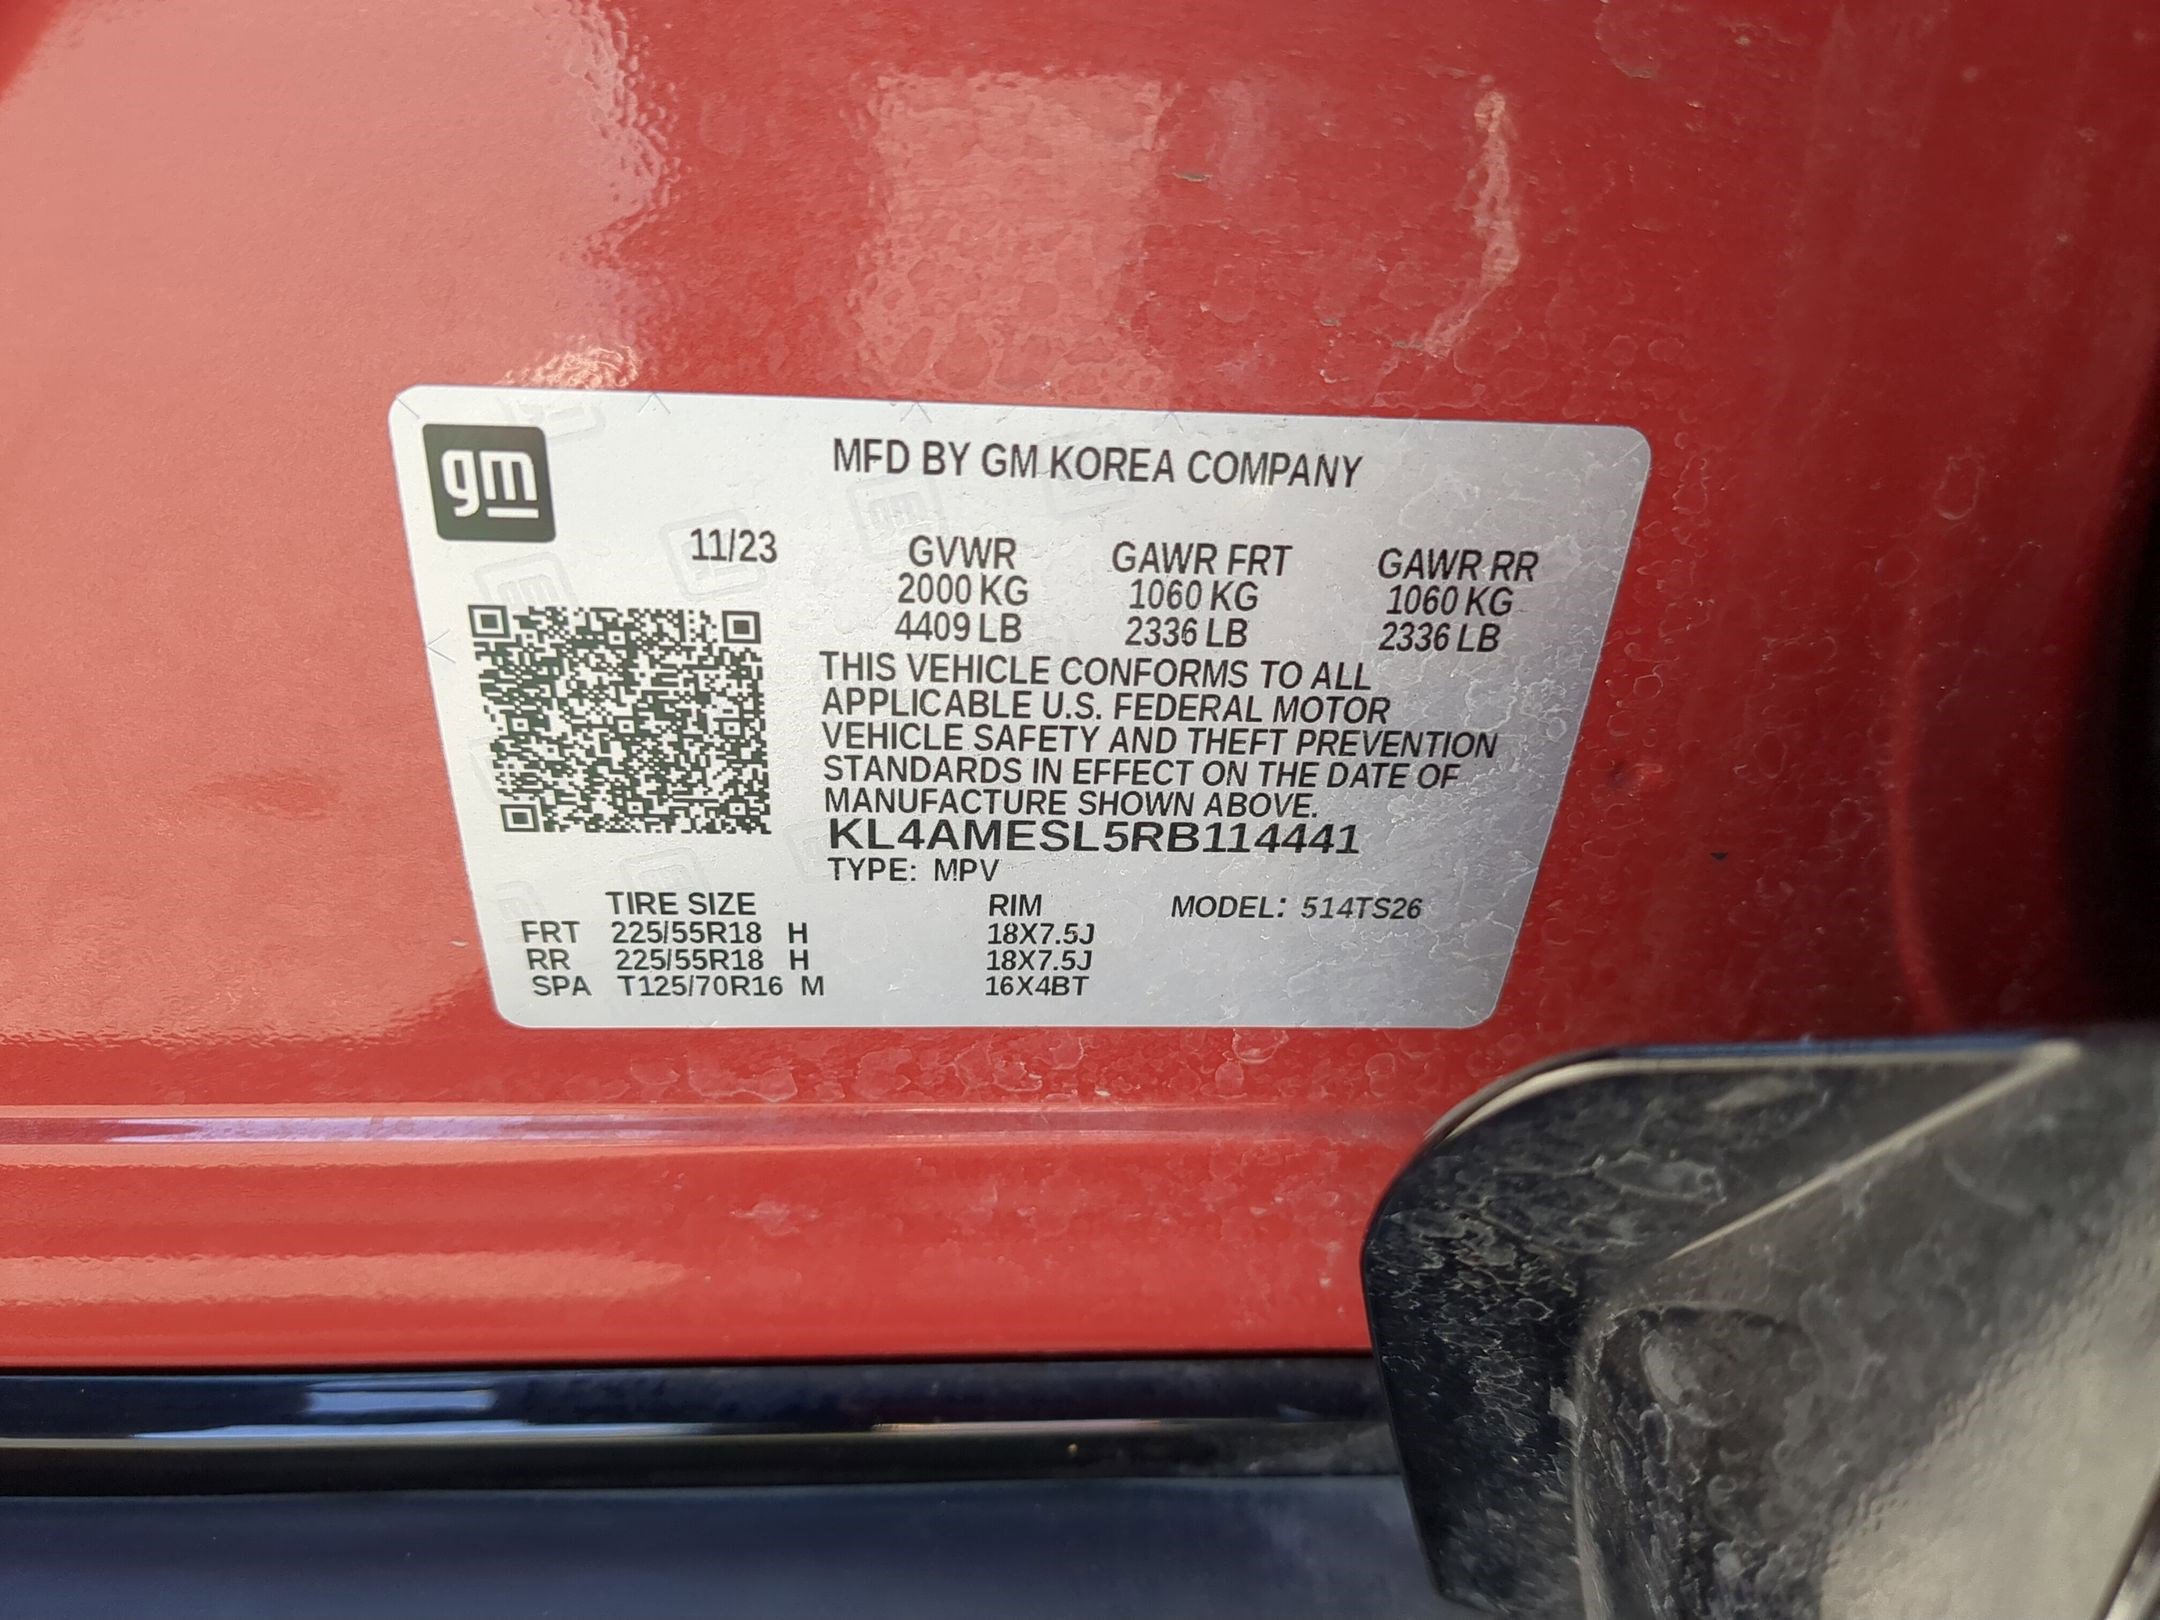 gm
MFD BY GM KOREA COMPANY
11/23 GVWR GAWR FRT GAWR RR
2000 KG 1060 KG 1060 KG
4409 LB 2336 LB 2336 LB
THIS VEHICLE CONFORMS TO ALL
APPLICABLE U.S. FEDERAL MOTOR
VEHICLE SAFETY AND THEFT PREVENTION
STANDARDS IN EFFECT ON THE DATE OF
MANUFACTURE SHOWN ABOVE.
KL4AMESL5RB114441
TYPE: MPV
TIRE SIZE RIM MODEL: 514TS26
FRT 225/55R18 H 18X7.5J
RR 225/55R18 H 18X7.5J
SPA T125/70R16 M 16X4BT